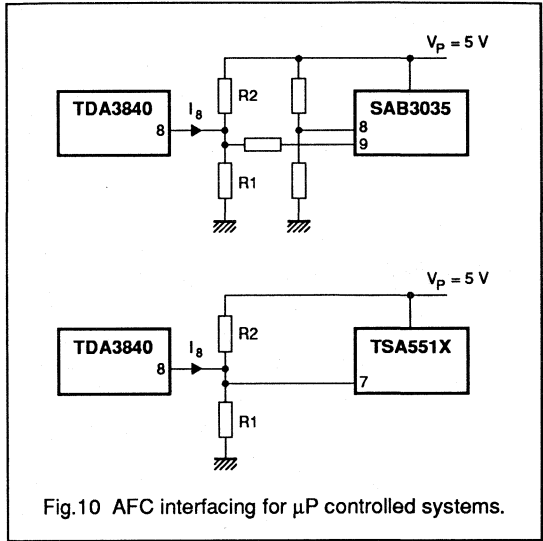 V_P = 5 V
R2
TDA3840
I_8
SAB3035
8
8
9
R1
V_P = 5 V
R2
TDA3840
I_8
TSA551X
8
7
R1
Fig.10 AFC interfacing for μP controlled systems.